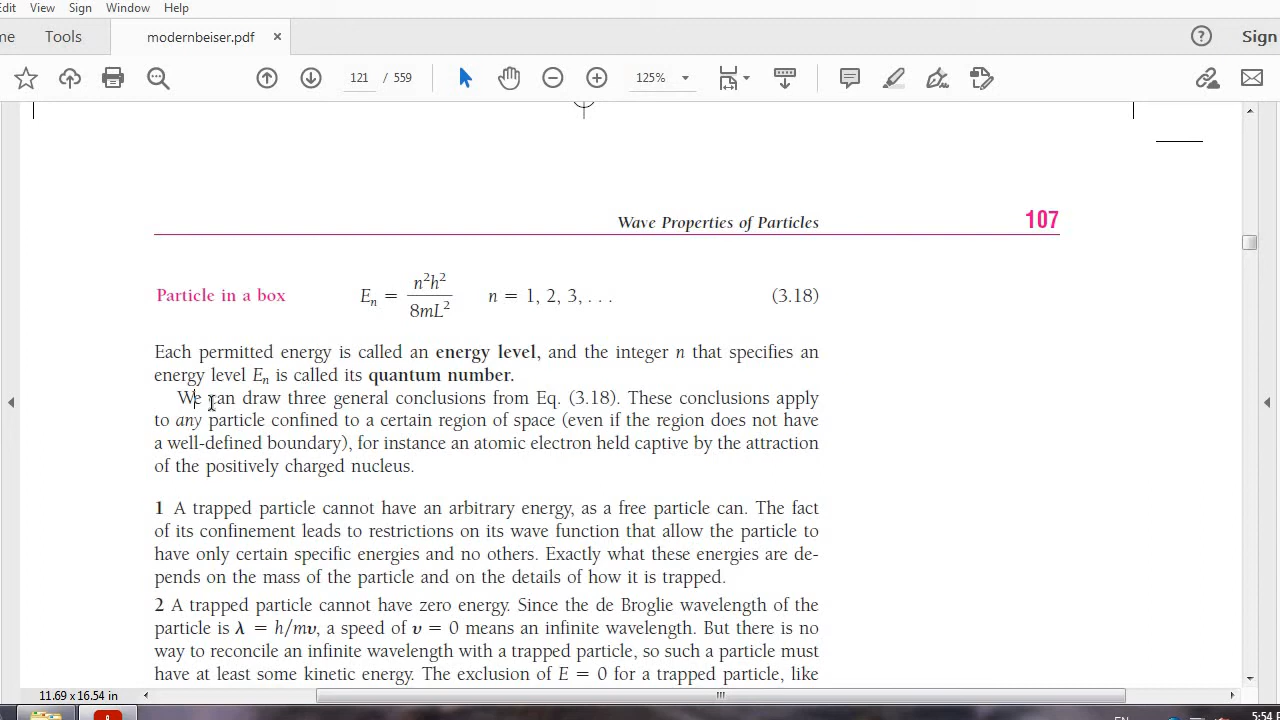 Edit View Sign Window Help
me Tools modernbeiser.pdf × ? Sign
121 / 559 125%
Wave Properties of Particles 107
Particle in a box Eₙ = n²h² / 8mL² n = 1, 2, 3, . . . (3.18)
Each permitted energy is called an energy level, and the integer n that specifies an
energy level Eₙ is called its quantum number.
We can draw three general conclusions from Eq. (3.18). These conclusions apply
to any particle confined to a certain region of space (even if the region does not have
a well-defined boundary), for instance an atomic electron held captive by the attraction
of the positively charged nucleus.
1 A trapped particle cannot have an arbitrary energy, as a free particle can. The fact
of its confinement leads to restrictions on its wave function that allow the particle to
have only certain specific energies and no others. Exactly what these energies are de-
pends on the mass of the particle and on the details of how it is trapped.
2 A trapped particle cannot have zero energy. Since the de Broglie wavelength of the
particle is λ = h/mυ, a speed of υ = 0 means an infinite wavelength. But there is no
way to reconcile an infinite wavelength with a trapped particle, so such a particle must
have at least some kinetic energy. The exclusion of E = 0 for a trapped particle, like
11.69 x 16.54 in
EN 5:54